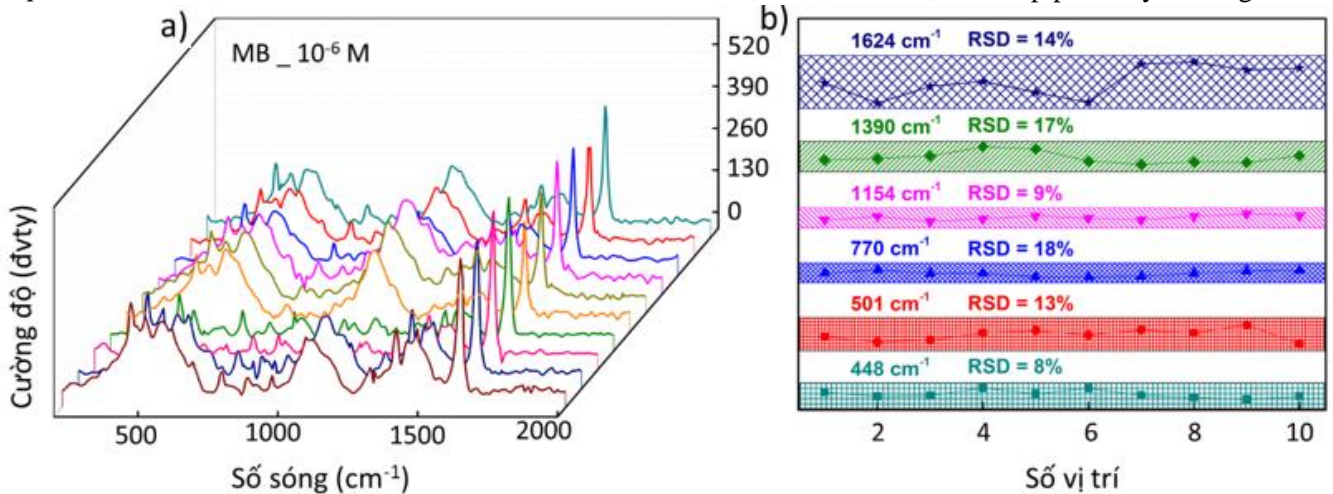 a)
MB _ 10⁻⁶ M
520
390
260
130
0
Cường độ (đvty)
500
1000
1500
2000
Số sóng (cm⁻¹)
b)
1624 cm⁻¹ RSD = 14%
1390 cm⁻¹ RSD = 17%
1154 cm⁻¹ RSD = 9%
770 cm⁻¹ RSD = 18%
501 cm⁻¹ RSD = 13%
448 cm⁻¹ RSD = 8%
2 4 6 8 10
Số vị trí